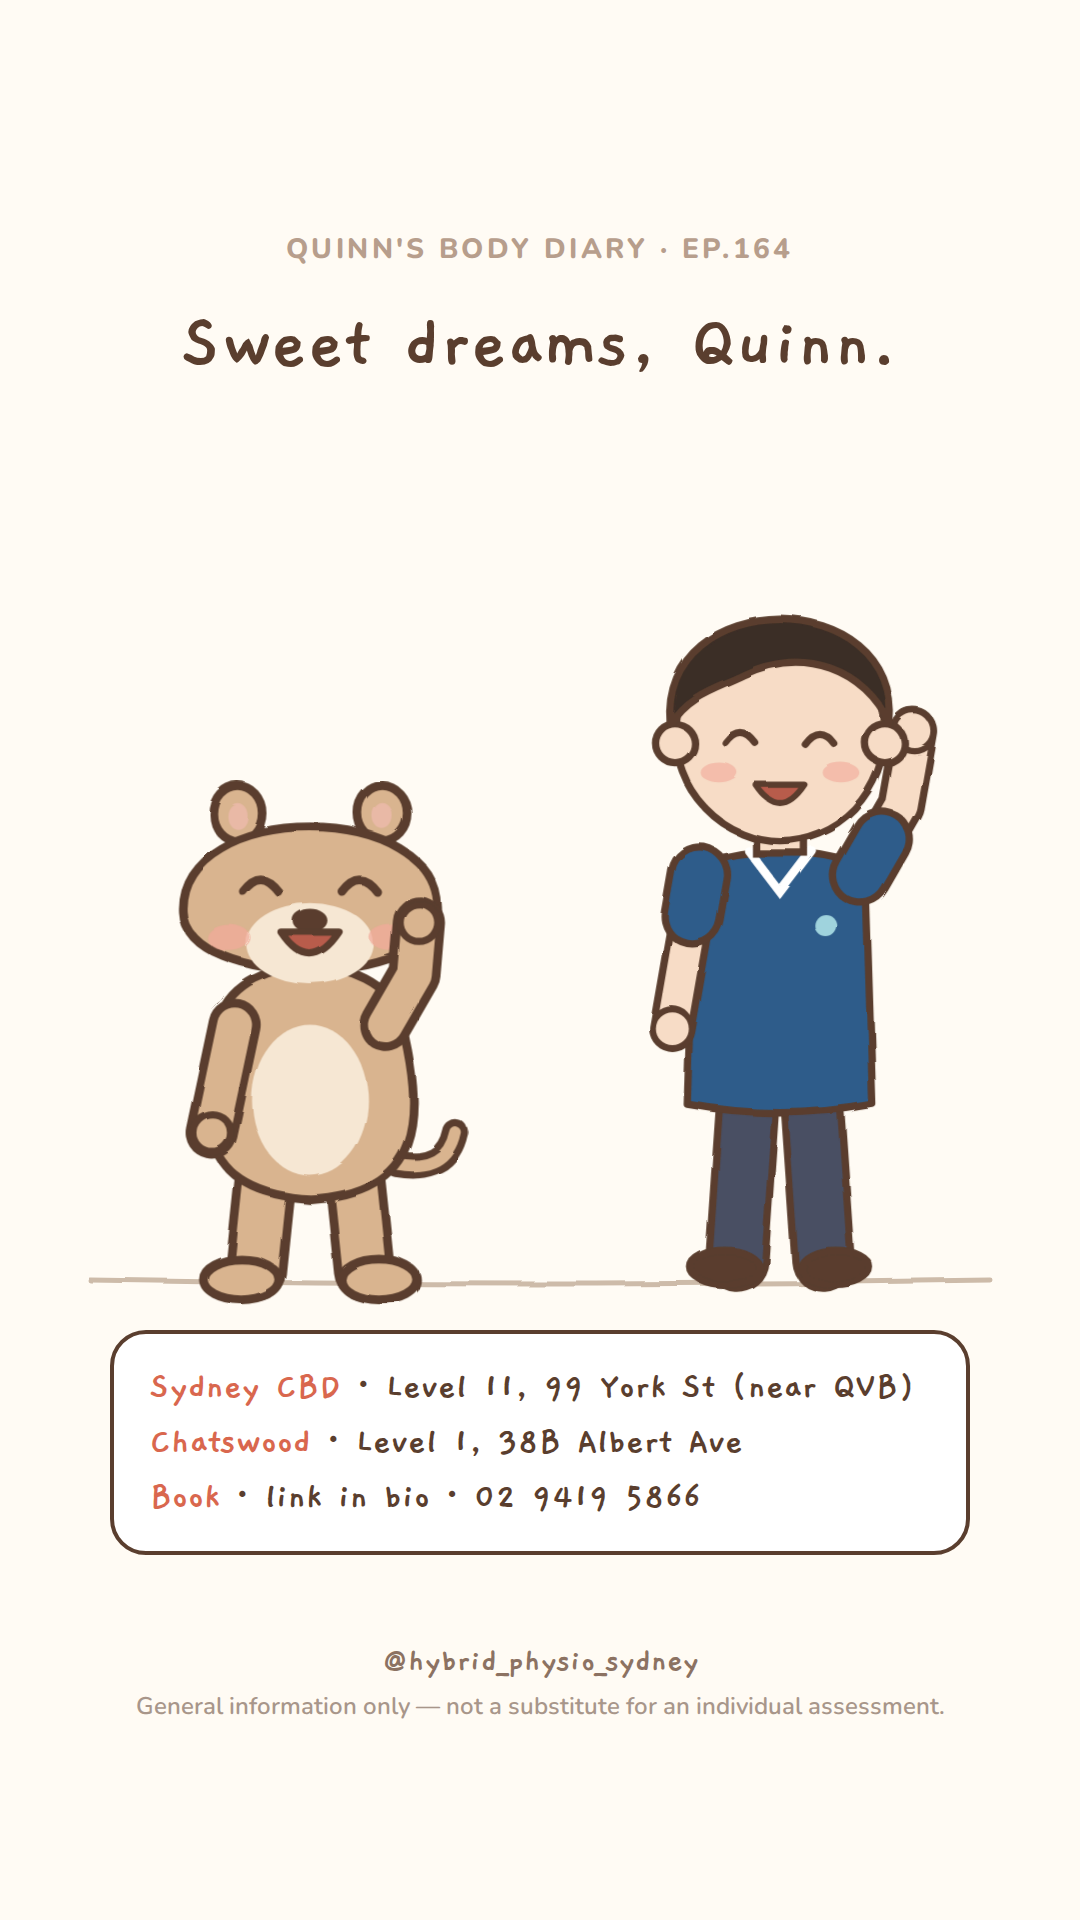 QUINN'S BODY DIARY · EP.164
Sweet dreams, Quinn.
Sydney CBD · Level 11, 99 York St (near QVB)
Chatswood · Level 1, 38B Albert Ave
Book · link in bio · 02 9419 5866
@hybrid_physio_sydney
General information only — not a substitute for an individual assessment.